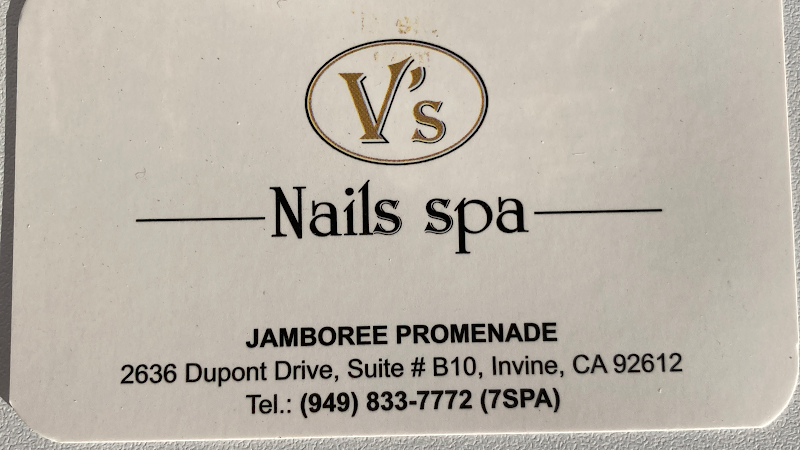 V's
Nails spa
JAMBOREE PROMENADE
2636 Dupont Drive, Suite # B10, Invine, CA 92612
Tel.: (949) 833-7772 (7SPA)